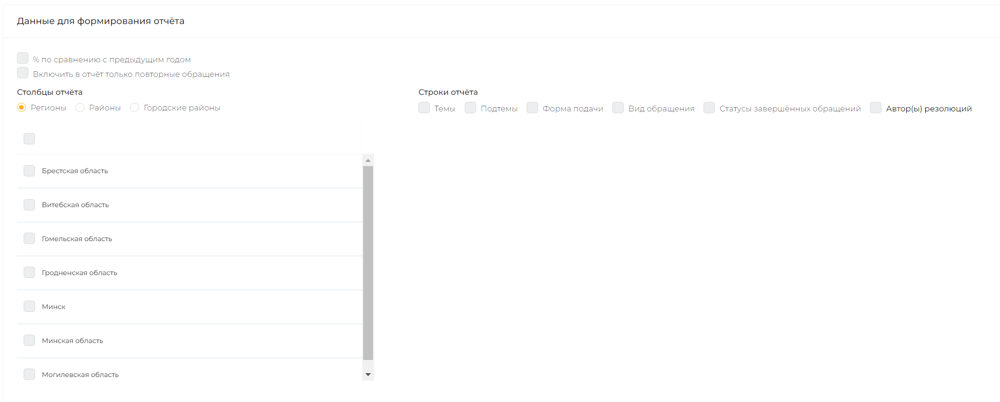 Данные для формирования отчёта
% по сравнению с предыдущим годом
Включить в отчёт только повторные обращения
Столбцы отчёта
Регионы Районы Городские районы
Строки отчёта
Темы Подтемы Форма подачи Вид обращения Статусы завершённых обращений Автор(ы) резолюций
Брестская область
Витебская область
Гомельская область
Гродненская область
Минск
Минская область
Могилевская область